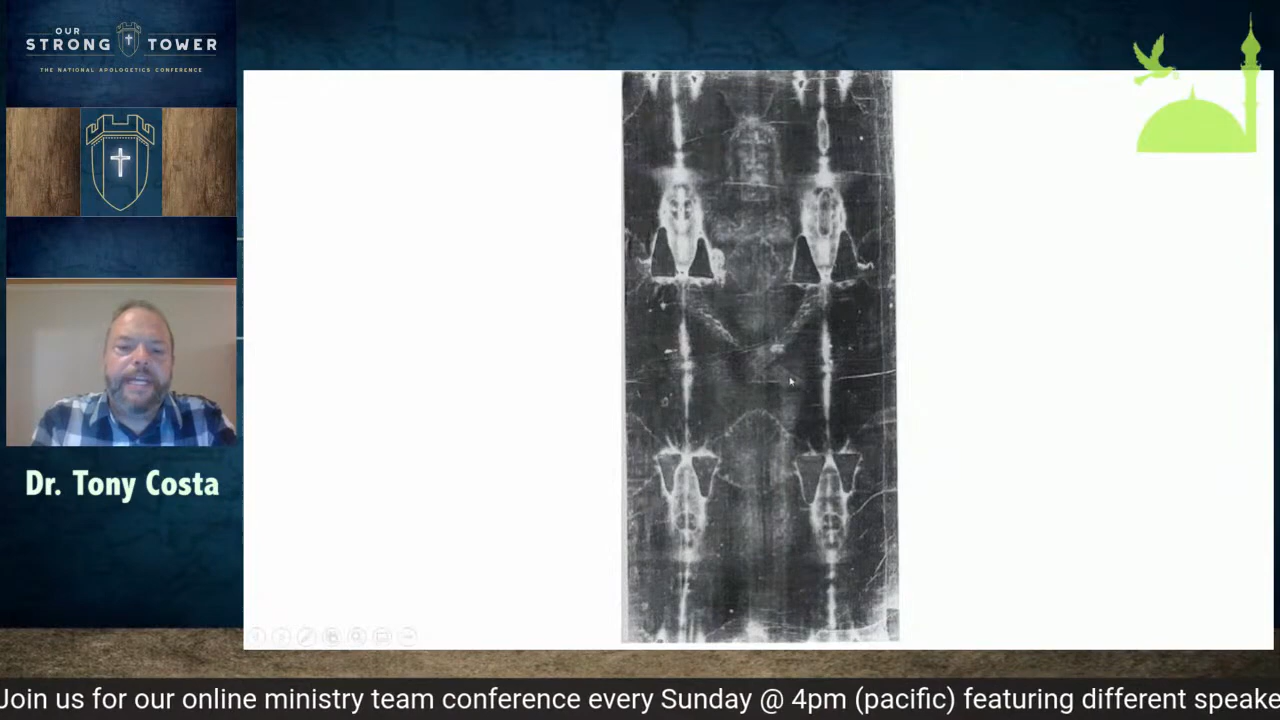 OUR
STRONG TOWER
THE NATIONAL APOLOGETICS CONFERENCE
Dr. Tony Costa
Join us for our online ministry team conference every Sunday @ 4pm (pacific) featuring different speake